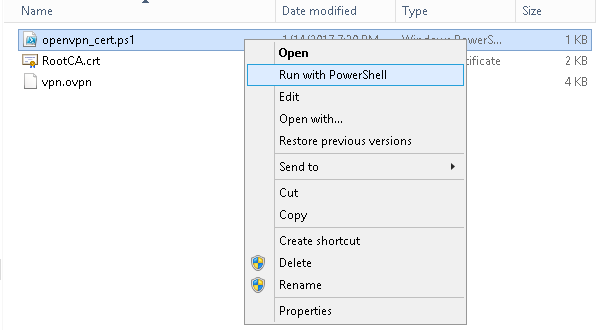 Name Date modified Type Size
openvpn_cert.ps1 1/14/2017 7:30 PM Windows PowerS... 1 KB
RootCA.crt 2 KB
vpn.ovpn 4 KB
Open
Run with PowerShell
Edit
Open with...
Restore previous versions
Send to
Cut
Copy
Create shortcut
Delete
Rename
Properties